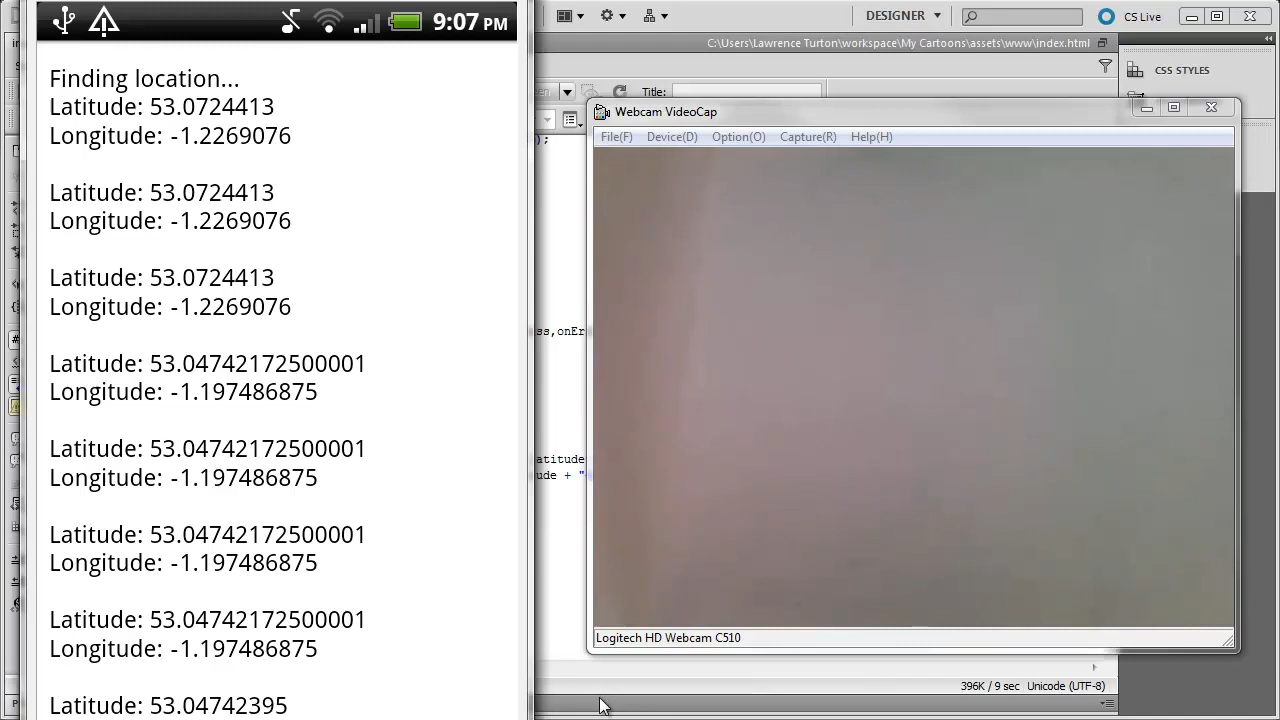 9:07 PM
DESIGNER
CS Live
C:\Users\Lawrence Turton\workspace\My Cartoons\assets\www\index.html
Title:
CSS STYLES
Finding location...
Latitude: 53.0724413
Longitude: -1.2269076
Latitude: 53.0724413
Longitude: -1.2269076
Latitude: 53.0724413
Longitude: -1.2269076
Latitude: 53.04742172500001
Longitude: -1.197486875
Latitude: 53.04742172500001
Longitude: -1.197486875
Latitude: 53.04742172500001
Longitude: -1.197486875
Latitude: 53.04742172500001
Longitude: -1.197486875
Latitude: 53.04742395
);
ss,onEr
atitude
ude + "
Webcam VideoCap
File(F) Device(D) Option(O) Capture(R) Help(H)
Logitech HD Webcam C510
396K / 9 sec Unicode (UTF-8)